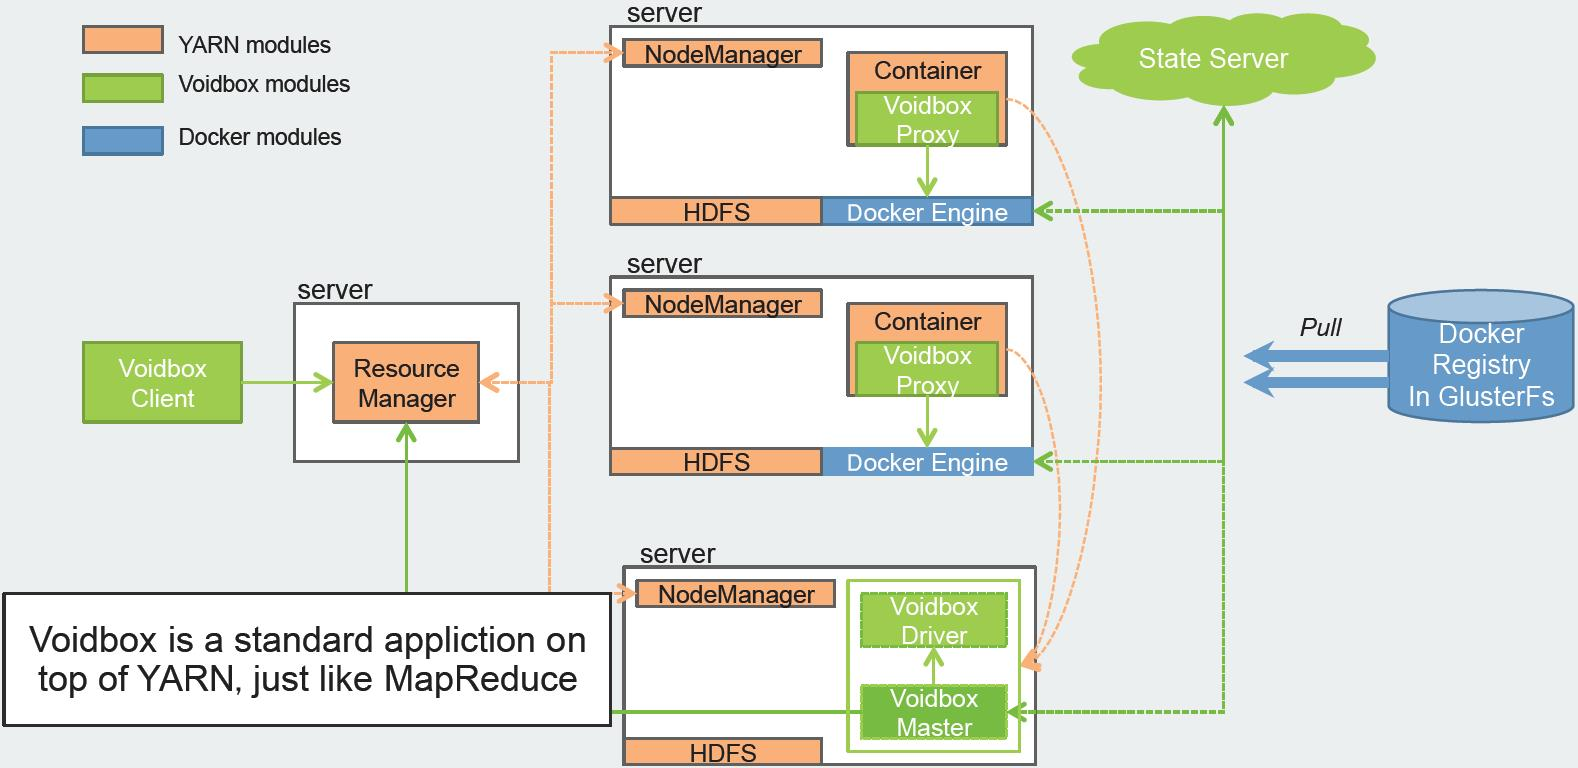 YARN modules
Voidbox modules
Docker modules
server
NodeManager
Container
Voidbox
Proxy
HDFS
Docker Engine
State Server
server
NodeManager
Container
Voidbox
Proxy
HDFS
Docker Engine
server
Voidbox
Client
Resource
Manager
Pull
Docker
Registry
In GlusterFs
server
NodeManager
Voidbox
Driver
Voidbox
Master
HDFS
Voidbox is a standard appliction on
top of YARN, just like MapReduce